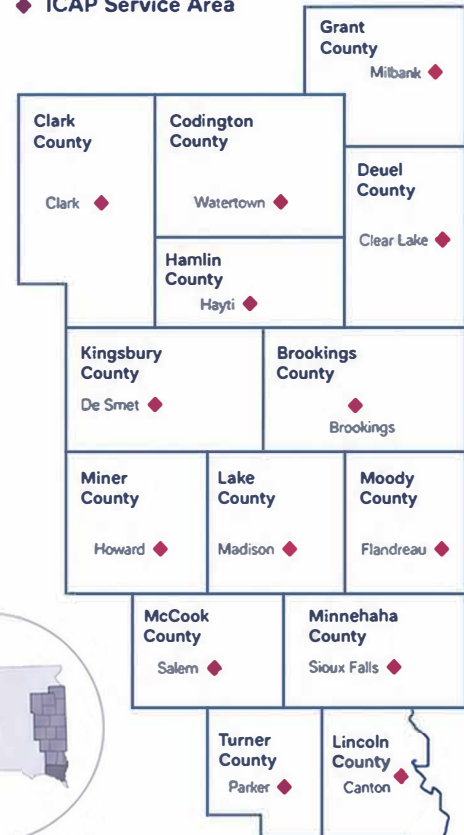 ICAP Service Area
Grant
County
Milbank
Clark
County
Clark
Codington
County
Watertown
Deuel
County
Clear Lake
Hamlin
County
Hayti
Kingsbury
County
De Smet
Brookings
County
Brookings
Miner
County
Howard
Lake
County
Madison
Moody
County
Flandreau
McCook
County
Salem
Minnehaha
County
Sioux Falls
Turner
County
Parker
Lincoln
County
Canton